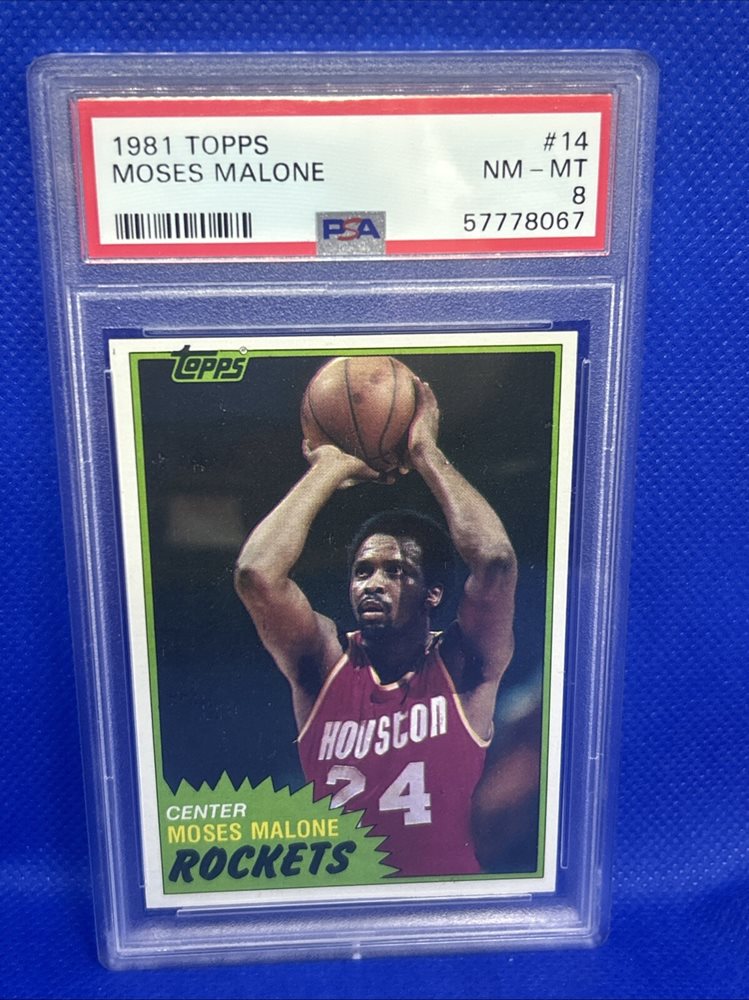 1981 TOPPS #14
MOSES MALONE NM - MT
8
PSA 57778067
topps®
HOUSTON
24
CENTER
MOSES MALONE
ROCKETS